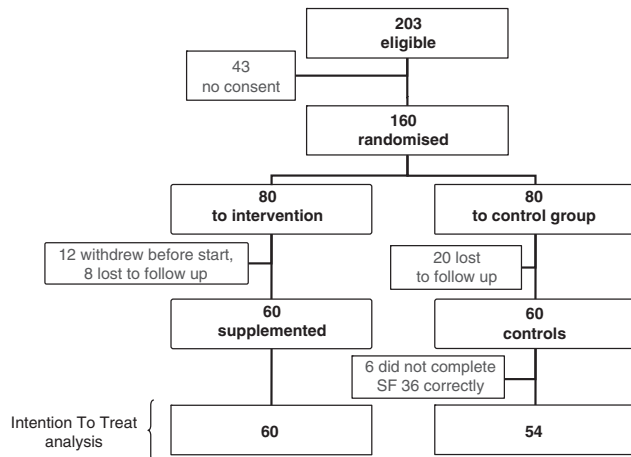 203
eligible
43
no consent
160
randomised
80
to intervention
80
to control group
12 withdrew before start,
8 lost to follow up
20 lost
to follow up
60
supplemented
60
controls
6 did not complete
SF 36 correctly
Intention To Treat
analysis
60
54